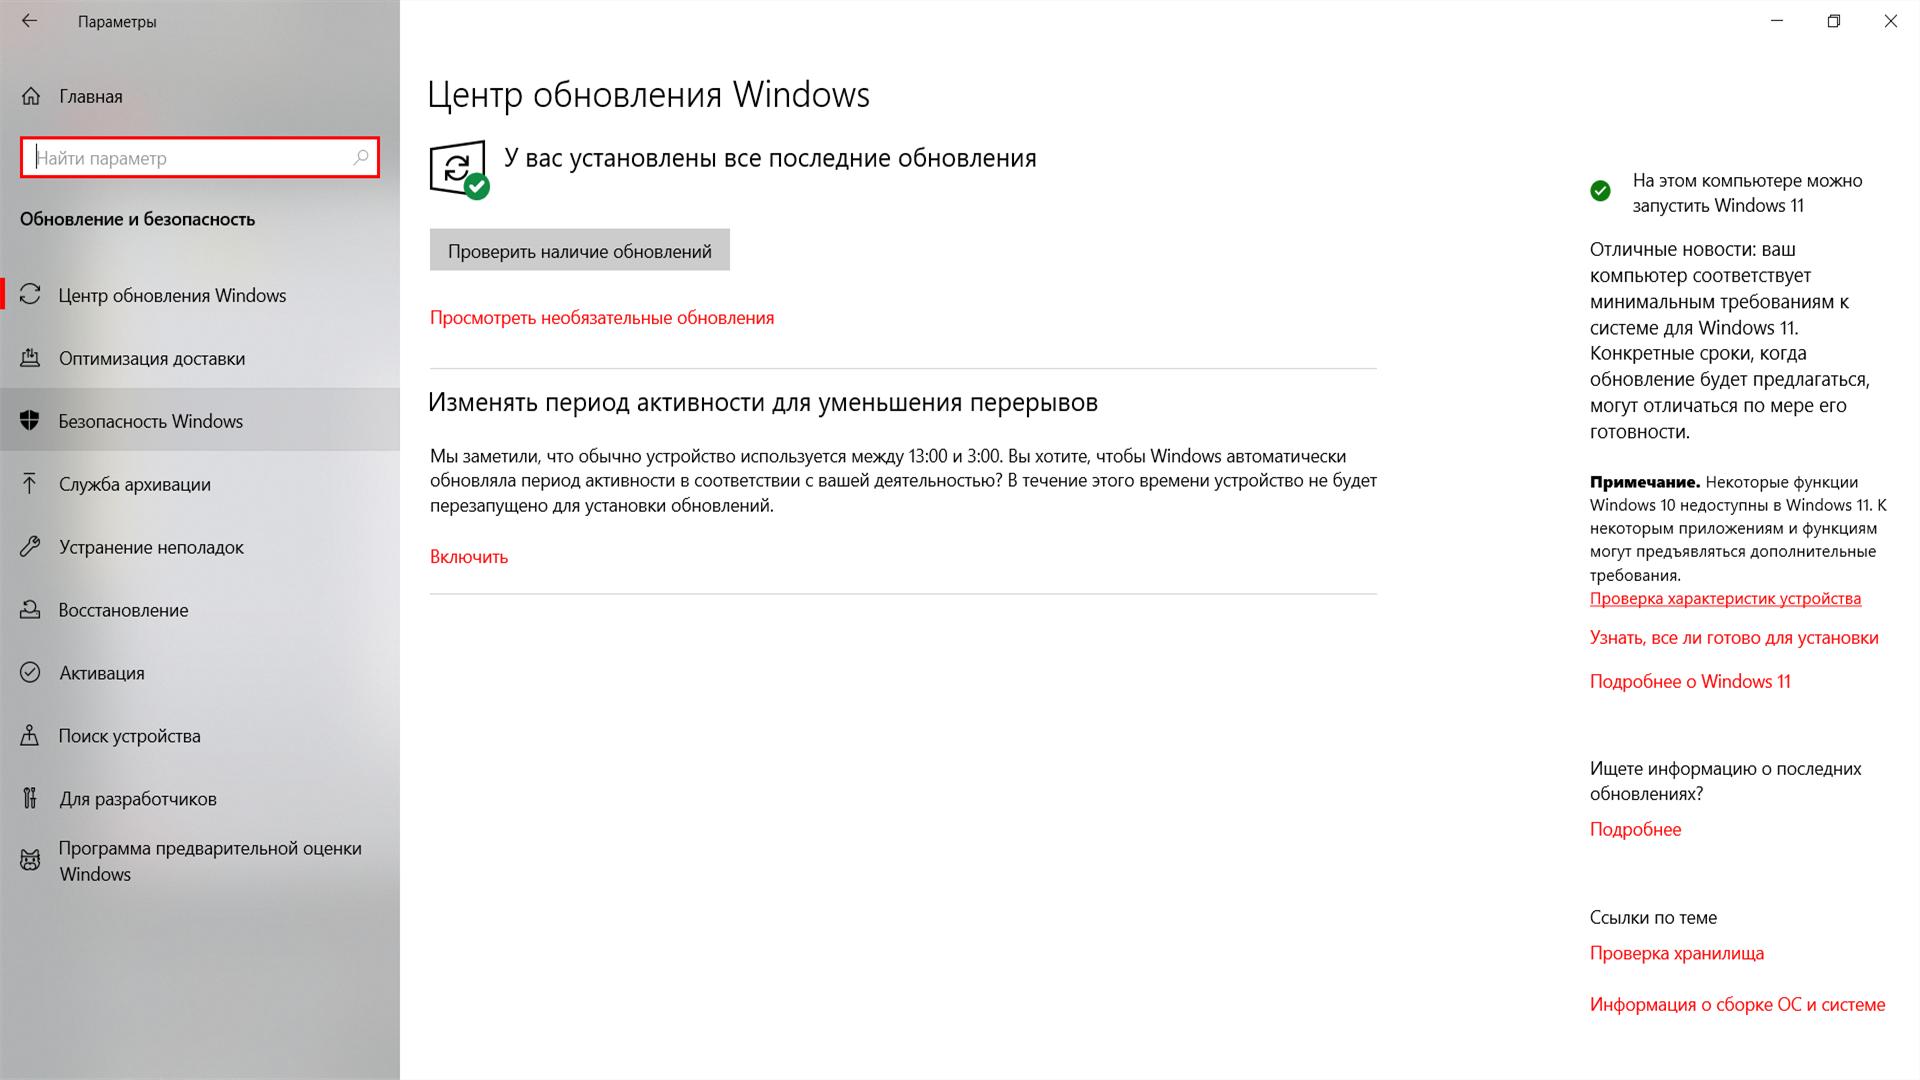 Параметры
Главная
Найти параметр
Обновление и безопасность
Центр обновления Windows
Оптимизация доставки
Безопасность Windows
Служба архивации
Устранение неполадок
Восстановление
Активация
Поиск устройства
Для разработчиков
Программа предварительной оценки
Windows
Центр обновления Windows
У вас установлены все последние обновления
Проверить наличие обновлений
Просмотреть необязательные обновления
Изменять период активности для уменьшения перерывов
Мы заметили, что обычно устройство используется между 13:00 и 3:00. Вы хотите, чтобы Windows автоматически
обновляла период активности в соответствии с вашей деятельностью? В течение этого времени устройство не будет
перезапущено для установки обновлений.
Включить
На этом компьютере можно
запустить Windows 11
Отличные новости: ваш
компьютер соответствует
минимальным требованиям к
системе для Windows 11.
Конкретные сроки, когда
обновление будет предлагаться,
могут отличаться по мере его
готовности.
Примечание. Некоторые функции
Windows 10 недоступны в Windows 11. К
некоторым приложениям и функциям
могут предъявляться дополнительные
требования.
Проверка характеристик устройства
Узнать, все ли готово для установки
Подробнее о Windows 11
Ищете информацию о последних
обновлениях?
Подробнее
Ссылки по теме
Проверка хранилища
Информация о сборке ОС и системе